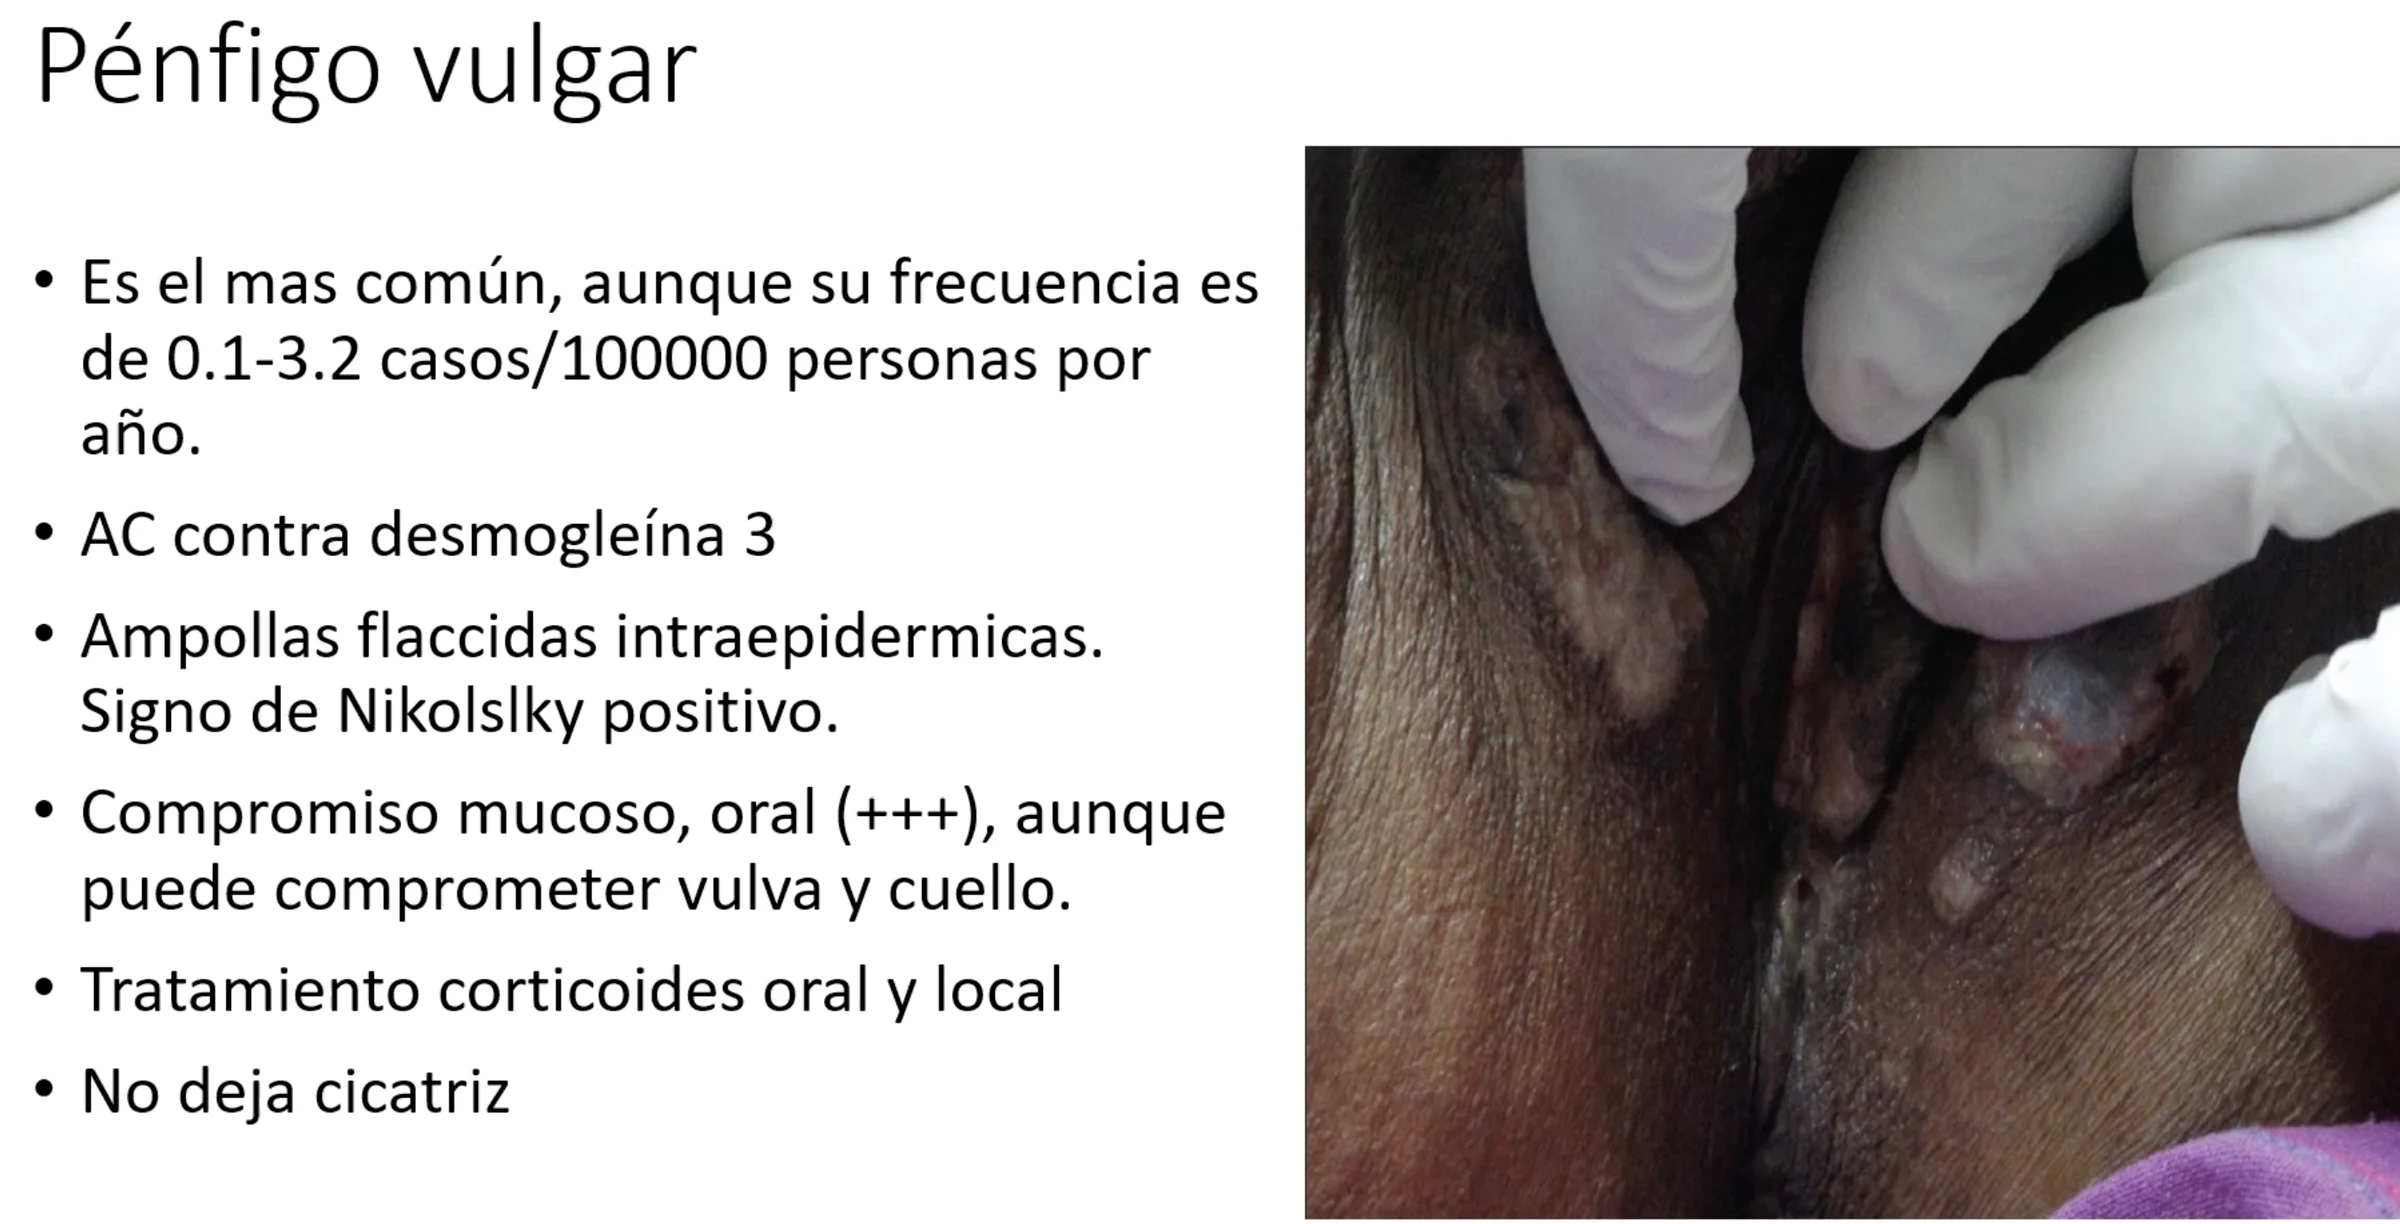 Pénfigo vulgar
• Es el mas común, aunque su frecuencia es
de 0.1-3.2 casos/100000 personas por
año.
• AC contra desmogleína 3
• Ampollas flaccidas intraepidermicas.
Signo de Nikolslky positivo.
• Compromiso mucoso, oral (+++), aunque
puede comprometer vulva y cuello.
• Tratamiento corticoides oral y local
• No deja cicatriz